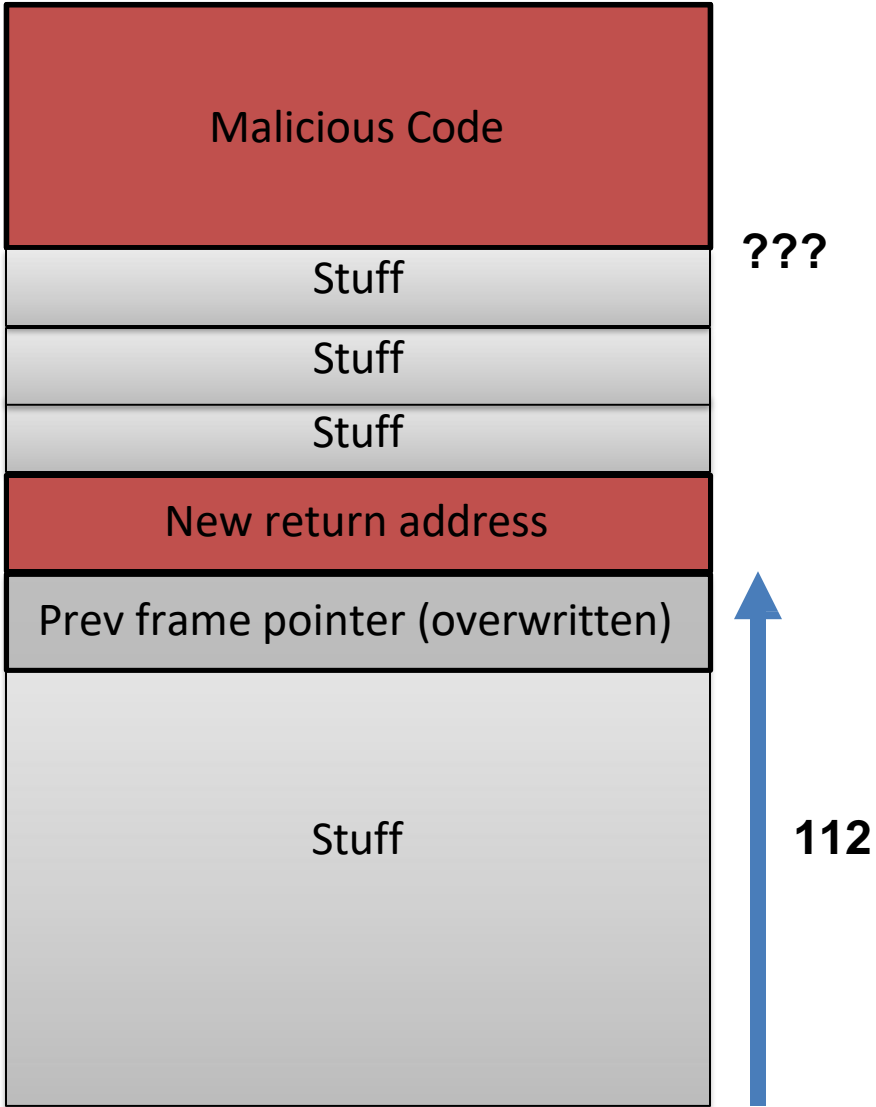 Malicious Code
???
Stuff
Stuff
Stuff
New return address
Prev frame pointer (overwritten)
Stuff
112